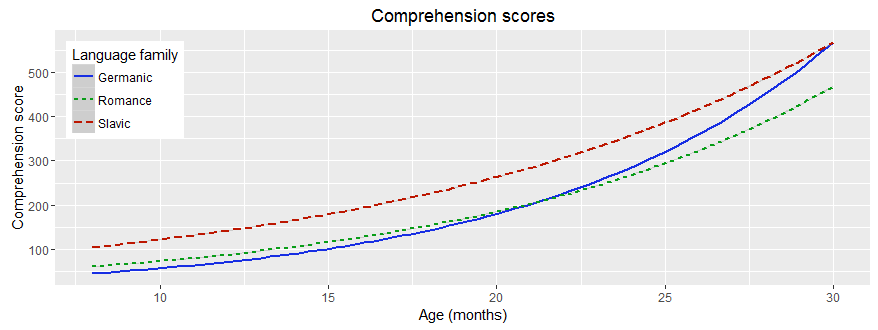 Comprehension scores
Language family
Germanic
Romance
Slavic
Comprehension score
500
400
300
200
100
10 15 20 25 30
Age (months)